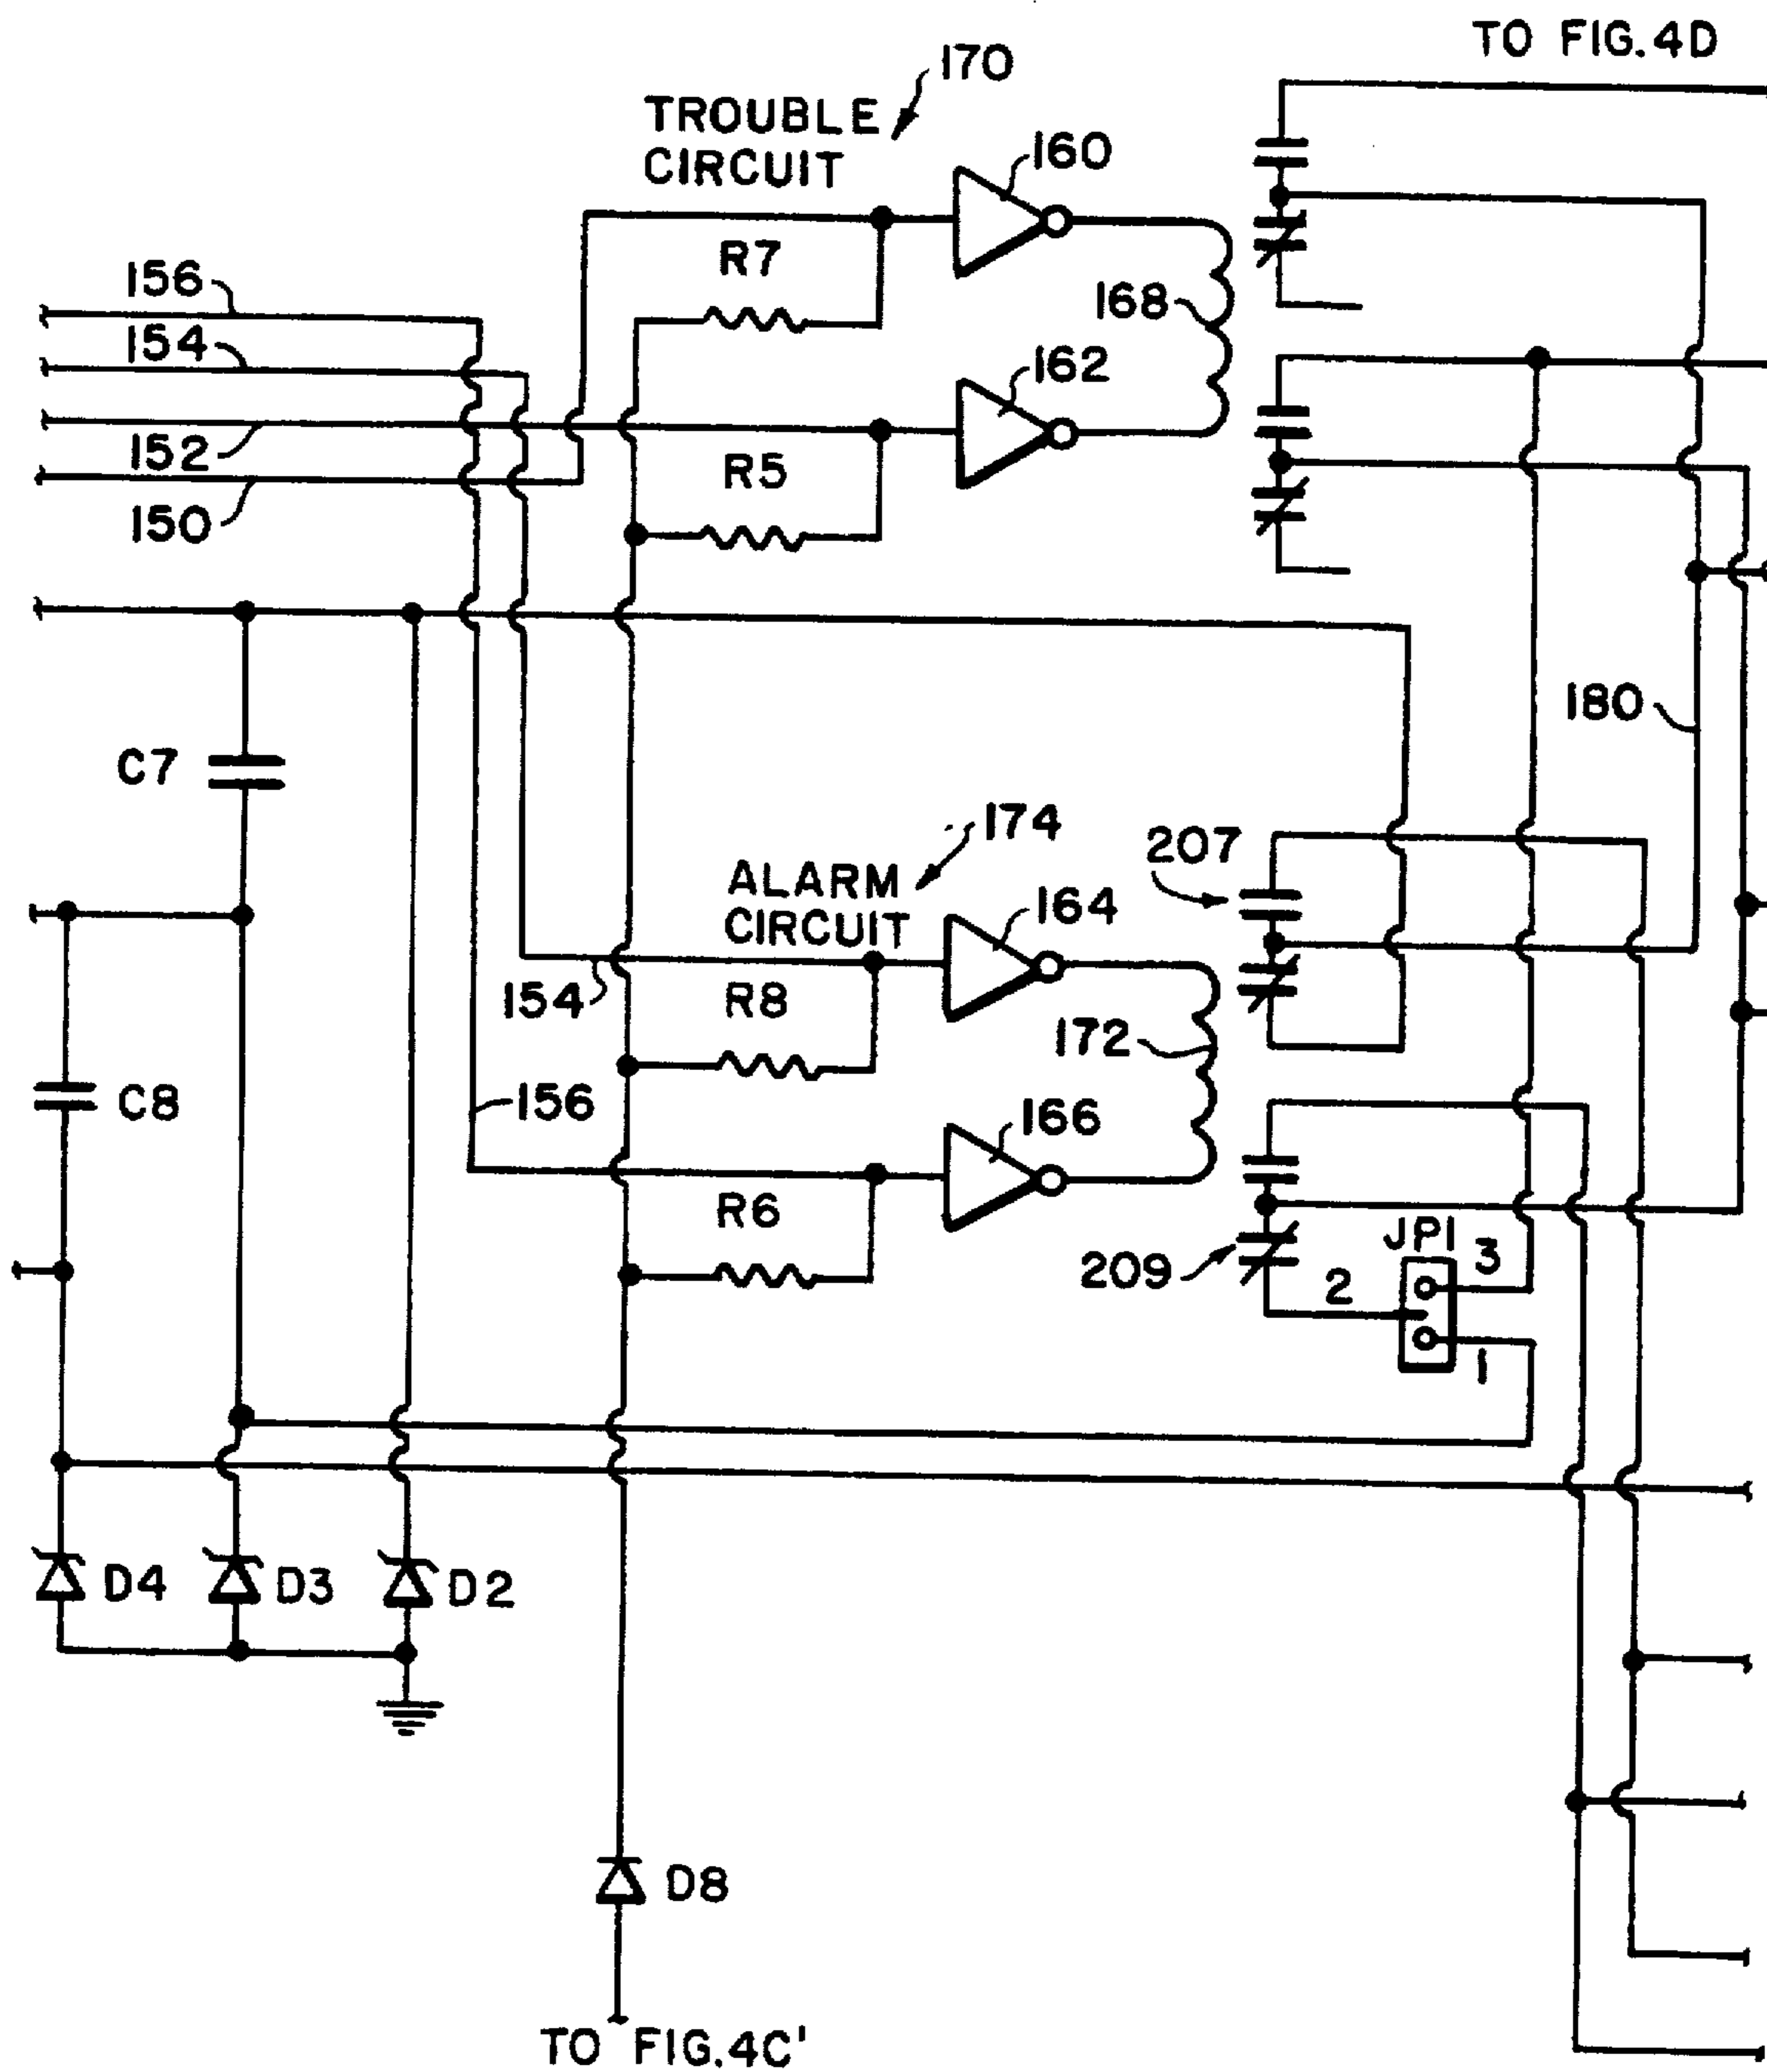 TO FIG.4D
170
TROUBLE
CIRCUIT
160
R7
156
168
154
162
152
R5
150
180
C7
174
207
ALARM
CIRCUIT
164
154
R8
172
C8
156
166
R6
JP1
3
209
2
1
D4
D3
D2
D8
TO FIG.4C'